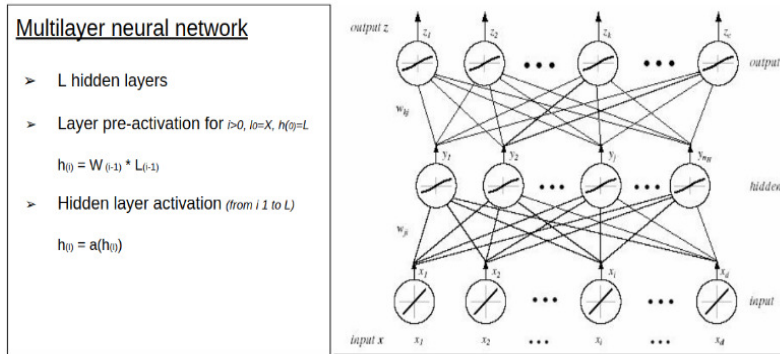 Multilayer neural network
➢ L hidden layers
➢ Layer pre-activation for i>0, l₀=X, h(⁰)=L
h(i) = W (i-1) * L(i-1)
➢ Hidden layer activation (from i 1 to L)
h(i) = a(h(i))
output z
z1 z2 zk zc
••• •••
output
wkj
y1 y2 yj ynH
••• •••
hidden
wji
x1 x2 xi xd
••• •••
input
input x x1 x2 ... xi ... xd